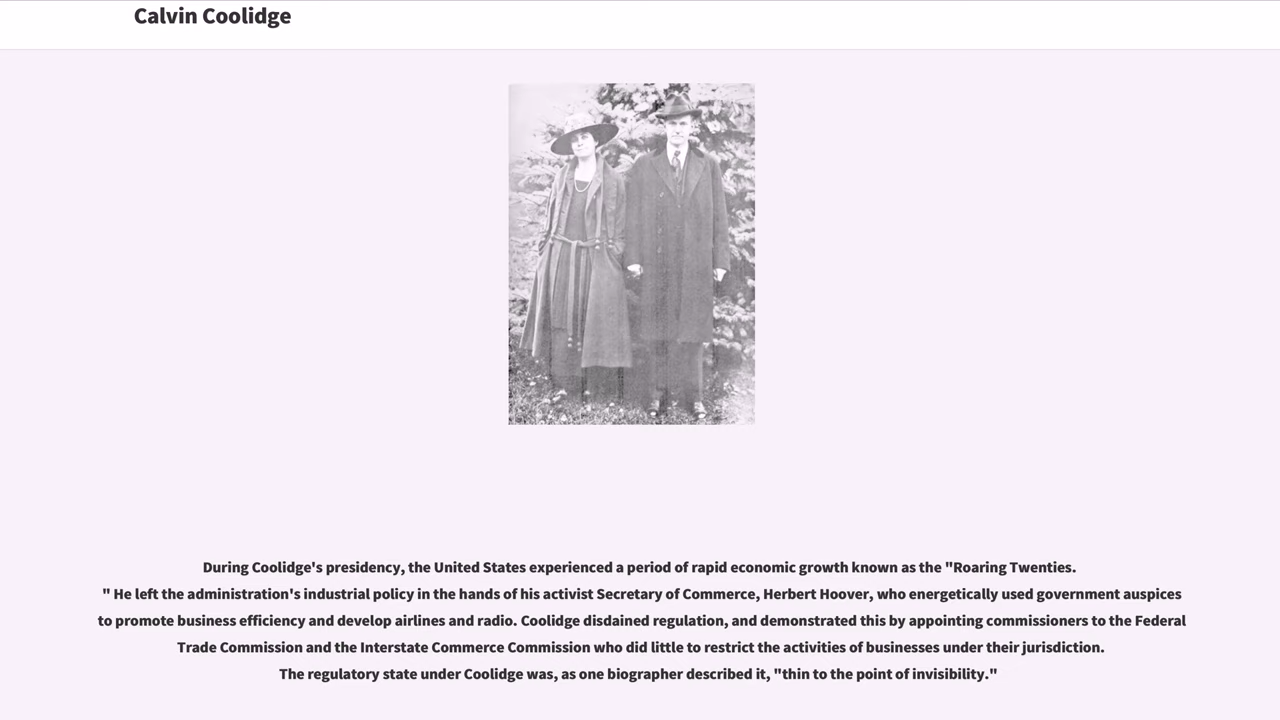 Calvin Coolidge
During Coolidge's presidency, the United States experienced a period of rapid economic growth known as the "Roaring Twenties.
" He left the administration's industrial policy in the hands of his activist Secretary of Commerce, Herbert Hoover, who energetically used government auspices
to promote business efficiency and develop airlines and radio. Coolidge disdained regulation, and demonstrated this by appointing commissioners to the Federal
Trade Commission and the Interstate Commerce Commission who did little to restrict the activities of businesses under their jurisdiction.
The regulatory state under Coolidge was, as one biographer described it, "thin to the point of invisibility."